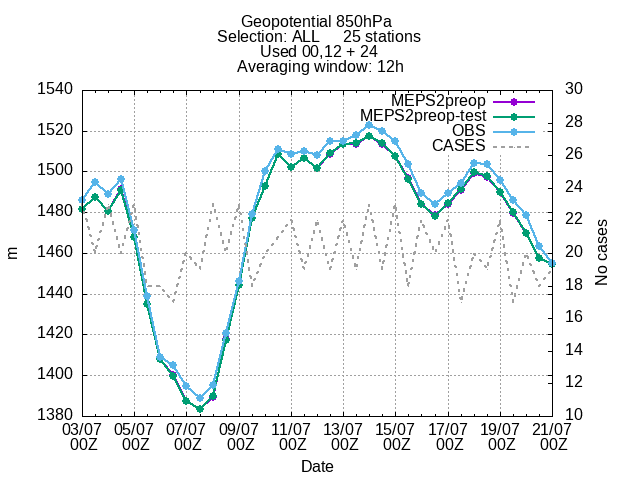 Geopotential 850hPa
Selection: ALL 25 stations
Used 00,12 + 24
Averaging window: 12h
MEPS2preop
MEPS2preop-test
OBS
CASES
1540
1520
1500
1480
1460
1440
1420
1400
1380
m
30
28
26
24
22
20
18
16
14
12
10
No cases
03/07 05/07 07/07 09/07 11/07 13/07 15/07 17/07 19/07 21/07
00Z 00Z 00Z 00Z 00Z 00Z 00Z 00Z 00Z 00Z
Date